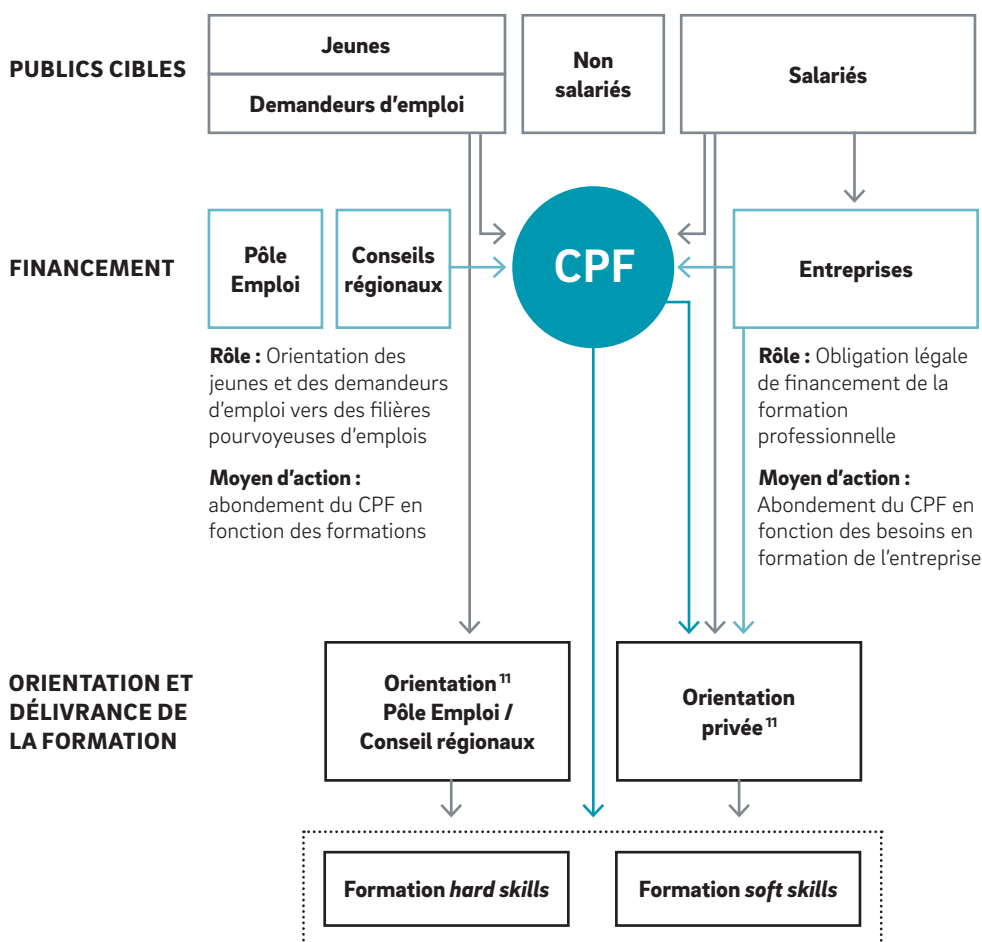 PUBLICS CIBLES
Jeunes
Demandeurs d'emploi
Non
salariés
Salariés
FINANCEMENT
Pôle
Emploi
Conseils
régionaux
CPF
Entreprises
Rôle : Orientation des
jeunes et des demandeurs
d'emploi vers des filières
pourvoyeuses d'emplois
Moyen d'action :
abondement du CPF en
fonction des formations
Rôle : Obligation légale
de financement de la
formation
professionnelle
Moyen d'action :
Abondement du CPF en
fonction des besoins en
formation de l'entreprise
ORIENTATION ET
DÉLIVRANCE DE
LA FORMATION
Orientation¹¹
Pôle Emploi /
Conseil régionaux
Orientation
privée¹¹
Formation hard skills
Formation soft skills